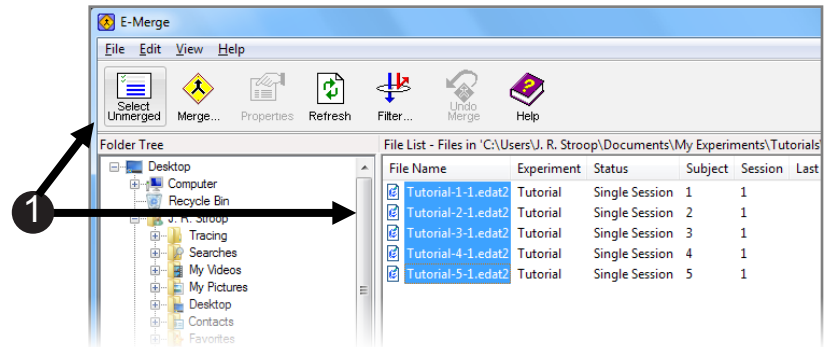 E-Merge
File Edit View Help
Select Unmerged Merge... Properties Refresh Filter... Undo Merge Help
Folder Tree File List - Files in 'C:\Users\J. R. Stroop\Documents\My Experiments\Tutorials'
Desktop File Name Experiment Status Subject Session Last
Computer Tutorial-1-1.edat2 Tutorial Single Session 1 1
Recycle Bin Tutorial-2-1.edat2 Tutorial Single Session 2 1
1 J. R. Stroop Tutorial-3-1.edat2 Tutorial Single Session 3 1
Tracing Tutorial-4-1.edat2 Tutorial Single Session 4 1
Searches Tutorial-5-1.edat2 Tutorial Single Session 5 1
My Videos
My Pictures
Desktop
Contacts
Favorites